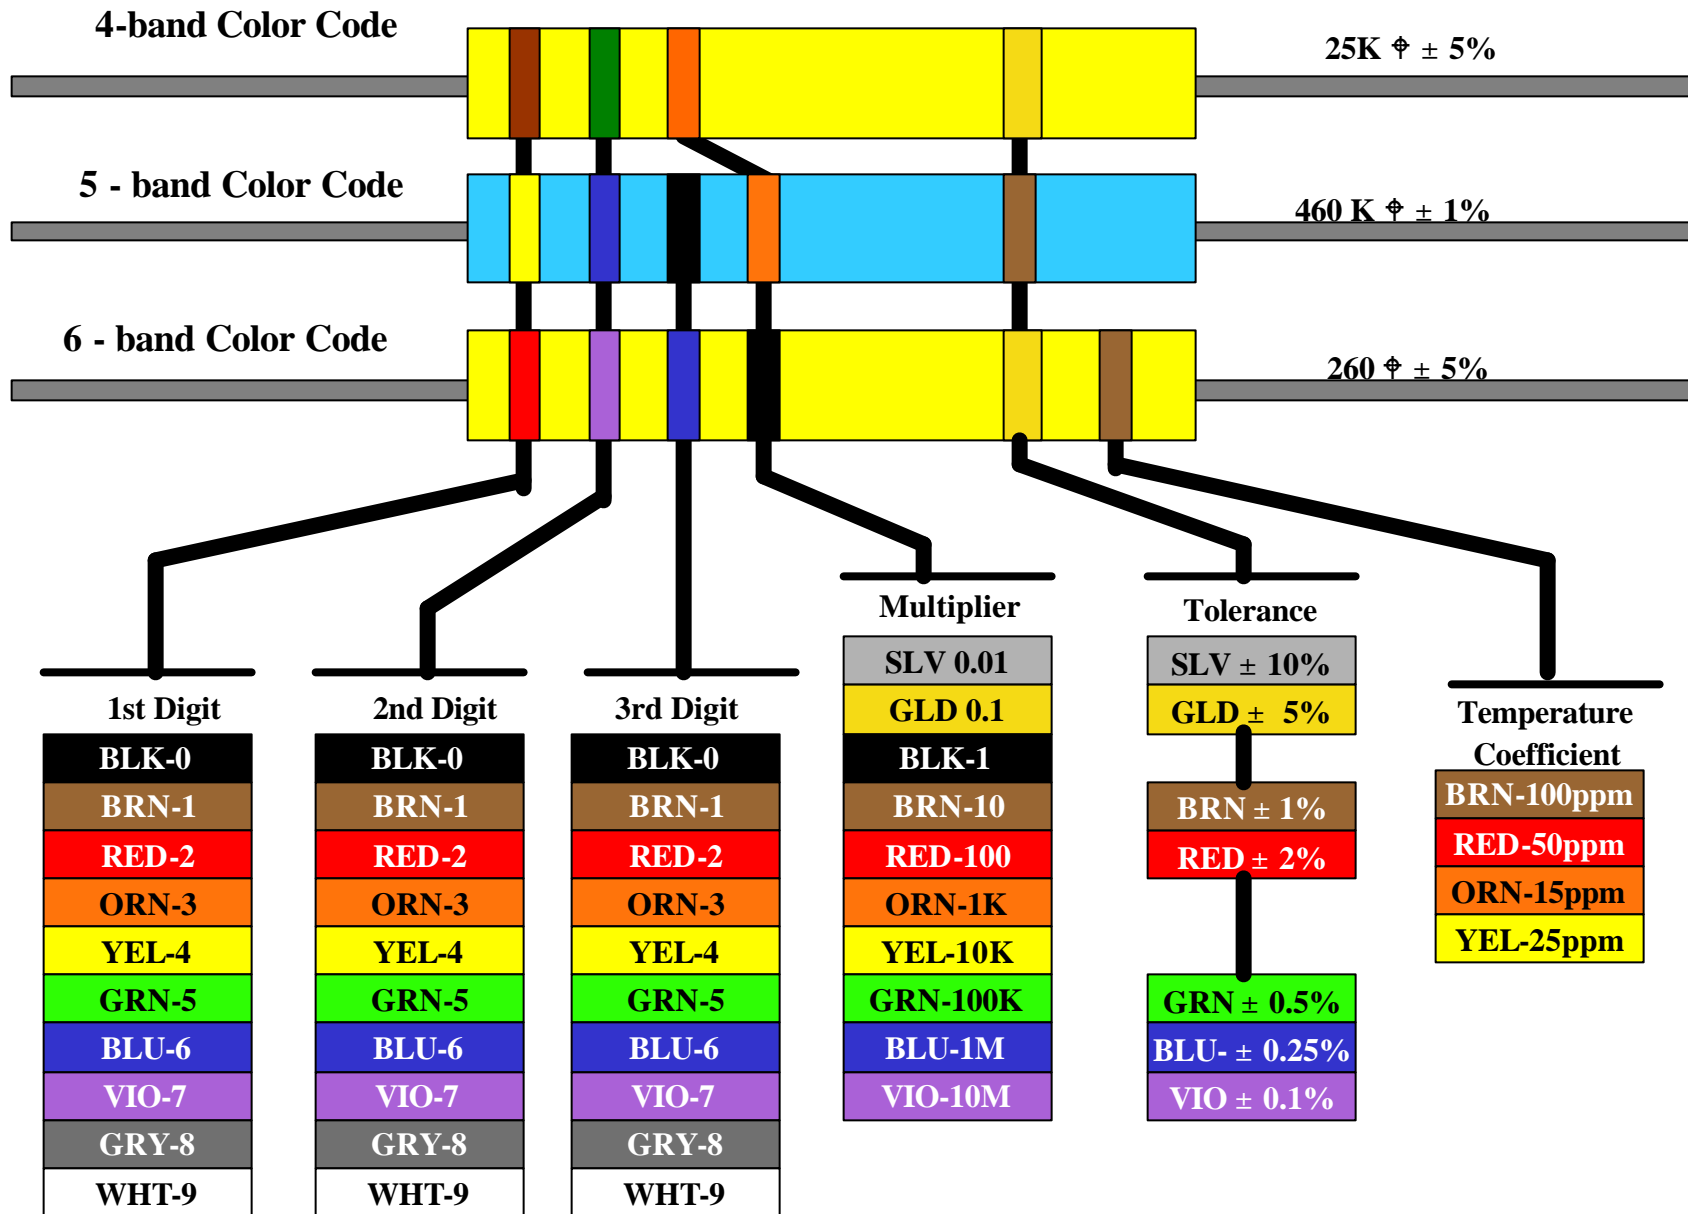 4-band Color Code
25K ⌖ ± 5%
5 - band Color Code
460 K ⌖ ± 1%
6 - band Color Code
260 ⌖ ± 5%
Multiplier
SLV 0.01
GLD 0.1
BLK-1
BRN-10
RED-100
ORN-1K
YEL-10K
GRN-100K
BLU-1M
VIO-10M
Tolerance
SLV ± 10%
GLD ± 5%
BRN ± 1%
RED ± 2%
GRN ± 0.5%
BLU- ± 0.25%
VIO ± 0.1%
1st Digit
BLK-0
BRN-1
RED-2
ORN-3
YEL-4
GRN-5
BLU-6
VIO-7
GRY-8
WHT-9
2nd Digit
BLK-0
BRN-1
RED-2
ORN-3
YEL-4
GRN-5
BLU-6
VIO-7
GRY-8
WHT-9
3rd Digit
BLK-0
BRN-1
RED-2
ORN-3
YEL-4
GRN-5
BLU-6
VIO-7
GRY-8
WHT-9
Temperature
Coefficient
BRN-100ppm
RED-50ppm
ORN-15ppm
YEL-25ppm